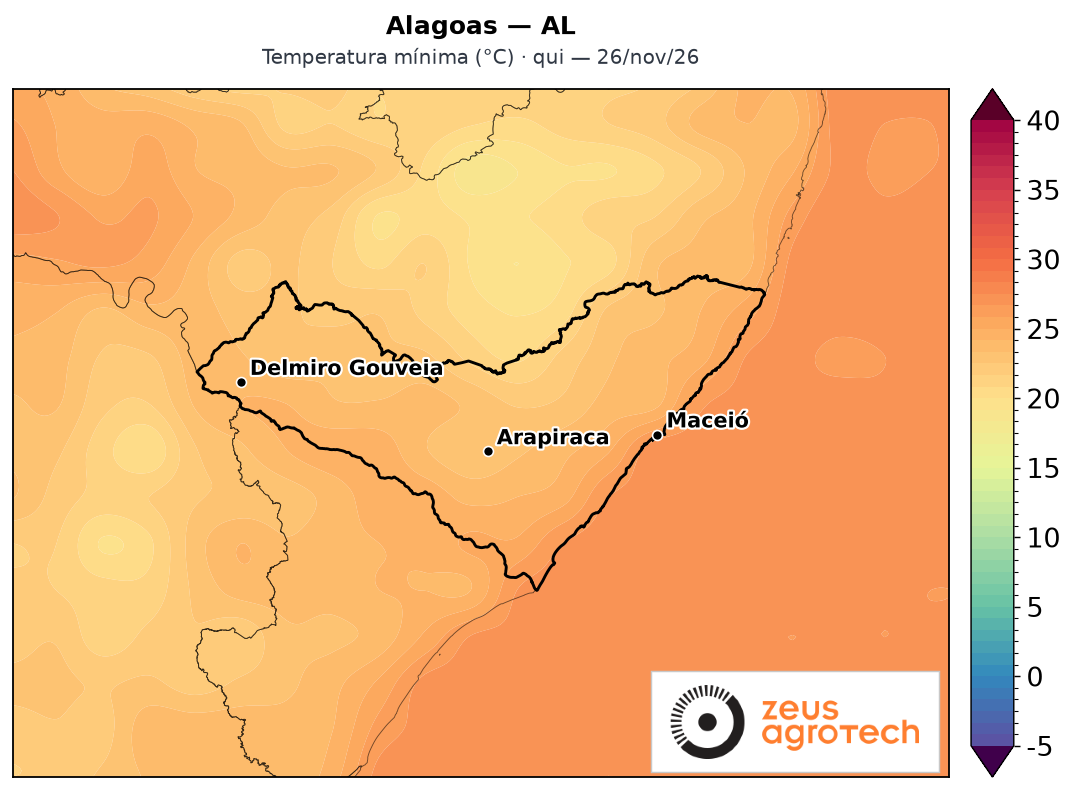 Alagoas — AL
Temperatura mínima (°C) · qui — 26/nov/26
40
35
30
25
20
15
10
5
0
-5
Delmiro Gouveia
Arapiraca
Maceió
zeus
agrotech